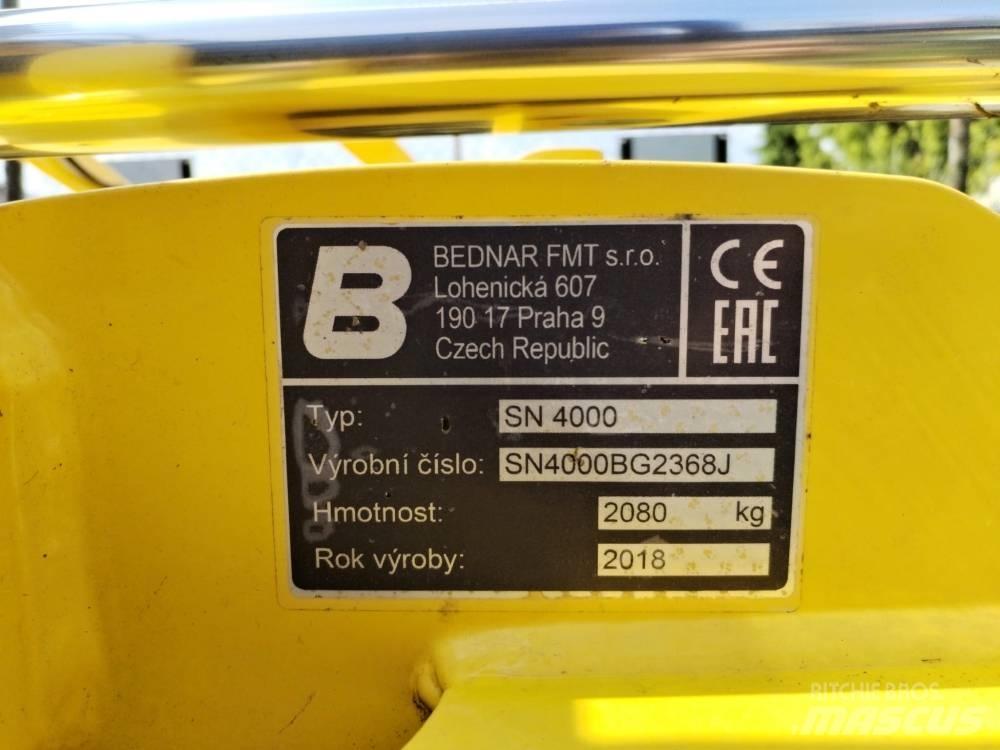 B
BEDNAR FMT s.r.o.
Lohenická 607
190 17 Praha 9
Czech Republic
CE
EAC
Typ: SN 4000
Výrobní číslo: SN4000BG2368J
Hmotnost: 2080 kg
Rok výroby: 2018
RITCHIE BROS.
MASCUS